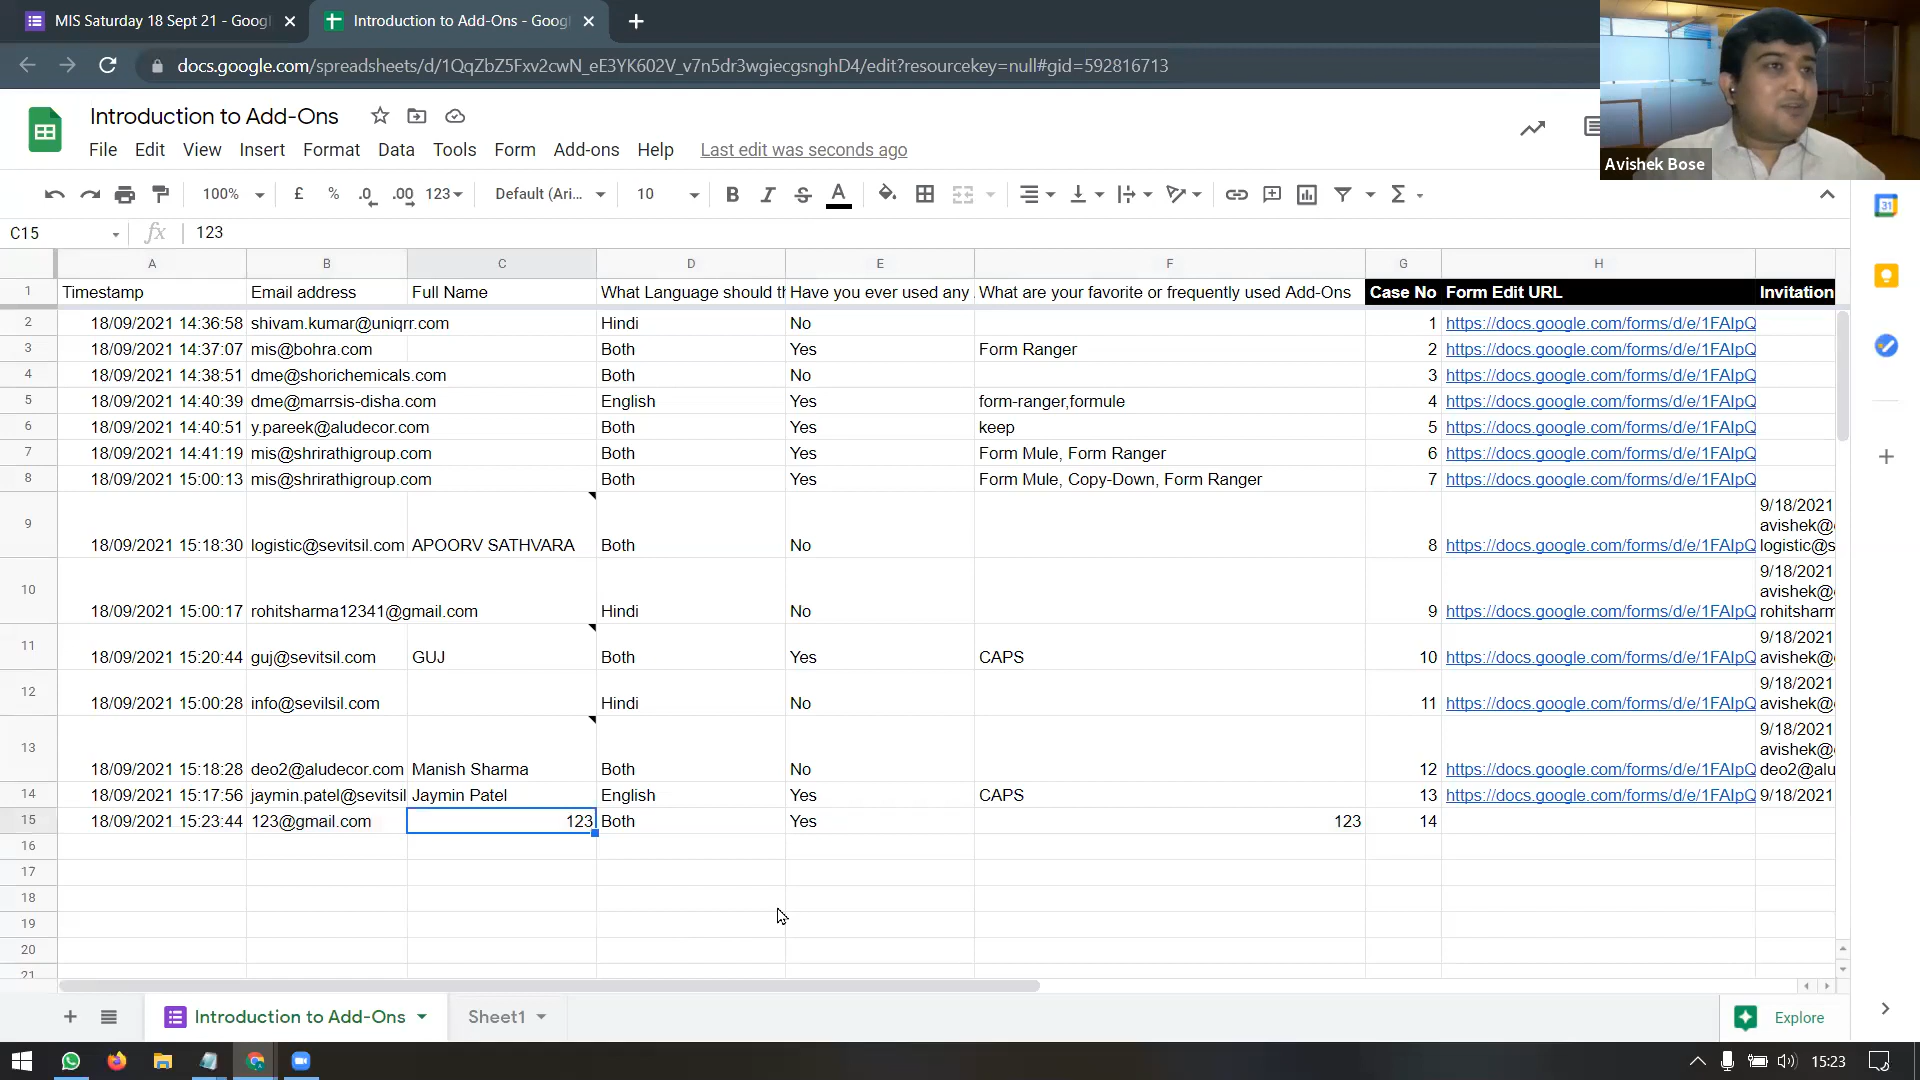 MIS Saturday 18 Sept 21 - Googl
Introduction to Add-Ons - Googl
docs.google.com/spreadsheets/d/1QqZbZ5Fxv2cwN_eE3YK602V_v7n5dr3wgiecgsnghD4/edit?resourcekey=null#gid=592816713
Introduction to Add-Ons
File Edit View Insert Format Data Tools Form Add-ons Help Last edit was seconds ago
Avishek Bose
100% £ % .0 .00 123 Default (Ari... 10 B I S A Σ
31
C15 fx 123
A B C D E F G H
1 Timestamp Email address Full Name What Language should th Have you ever used any What are your favorite or frequently used Add-Ons Case No Form Edit URL Invitation
2 18/09/2021 14:36:58 shivam.kumar@uniqrr.com Hindi No 1 https://docs.google.com/forms/d/e/1FAIpQ
3 18/09/2021 14:37:07 mis@bohra.com Both Yes Form Ranger 2 https://docs.google.com/forms/d/e/1FAIpQ
4 18/09/2021 14:38:51 dme@shorichemicals.com Both No 3 https://docs.google.com/forms/d/e/1FAIpQ
5 18/09/2021 14:40:39 dme@marrsis-disha.com English Yes form-ranger,formule 4 https://docs.google.com/forms/d/e/1FAIpQ
6 18/09/2021 14:40:51 y.pareek@aludecor.com Both Yes keep 5 https://docs.google.com/forms/d/e/1FAIpQ
7 18/09/2021 14:41:19 mis@shrirathigroup.com Both Yes Form Mule, Form Ranger 6 https://docs.google.com/forms/d/e/1FAIpQ
8 18/09/2021 15:00:13 mis@shrirathigroup.com Both Yes Form Mule, Copy-Down, Form Ranger 7 https://docs.google.com/forms/d/e/1FAIpQ
9/18/2021
9 avishek@
18/09/2021 15:18:30 logistic@sevitsil.com APOORV SATHVARA Both No 8 https://docs.google.com/forms/d/e/1FAIpQ logistic@s
9/18/2021
10 avishek@
18/09/2021 15:00:17 rohitsharma12341@gmail.com Hindi No 9 https://docs.google.com/forms/d/e/1FAIpQ rohitsharm
11 9/18/2021
18/09/2021 15:20:44 guj@sevitsil.com GUJ Both Yes CAPS 10 https://docs.google.com/forms/d/e/1FAIpQ avishek@
12 9/18/2021
18/09/2021 15:00:28 info@sevilsil.com Hindi No 11 https://docs.google.com/forms/d/e/1FAIpQ avishek@
9/18/2021
13 avishek@
18/09/2021 15:18:28 deo2@aludecor.com Manish Sharma Both No 12 https://docs.google.com/forms/d/e/1FAIpQ deo2@alu
14 18/09/2021 15:17:56 jaymin.patel@sevitsil Jaymin Patel English Yes CAPS 13 https://docs.google.com/forms/d/e/1FAIpQ 9/18/2021
15 18/09/2021 15:23:44 123@gmail.com 123 Both Yes 123 14
16
17
18
19
20
21
Introduction to Add-Ons Sheet1 Explore
15:23